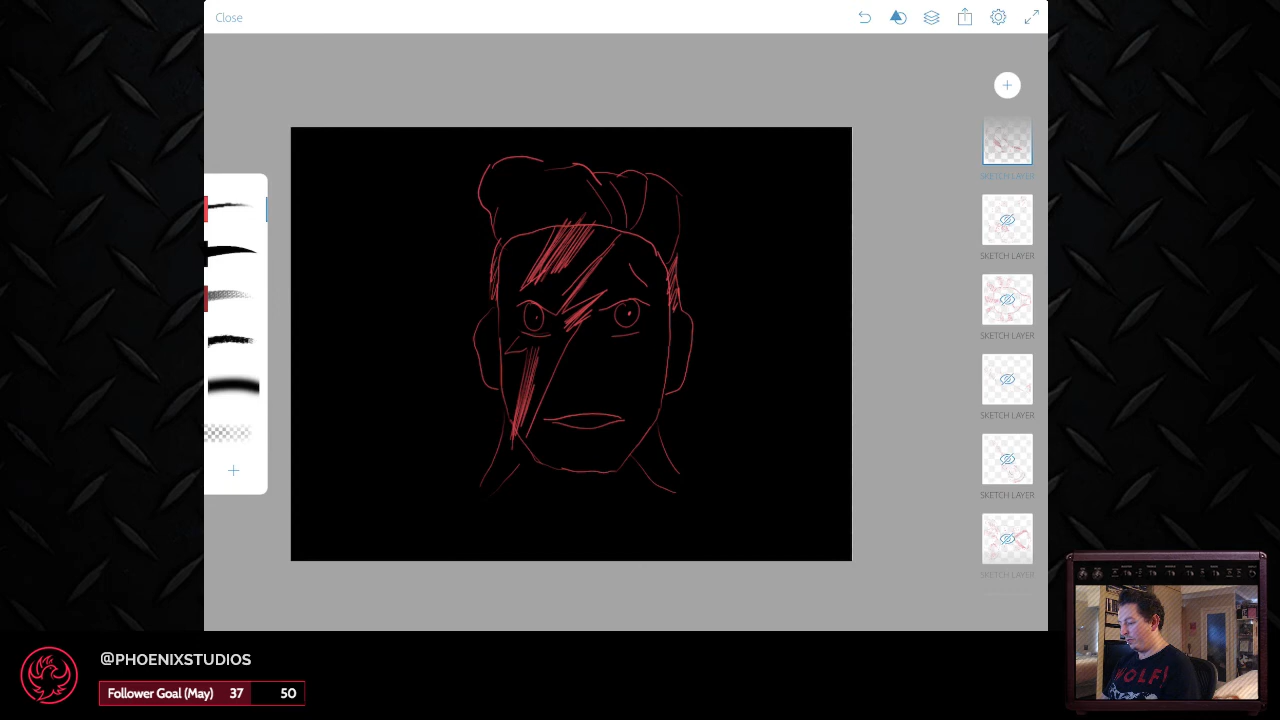 Close
SKETCH LAYER
SKETCH LAYER
SKETCH LAYER
SKETCH LAYER
SKETCH LAYER
SKETCH LAYER
@PHOENIXSTUDIOS
Follower Goal (May) 37 50
WOLF!